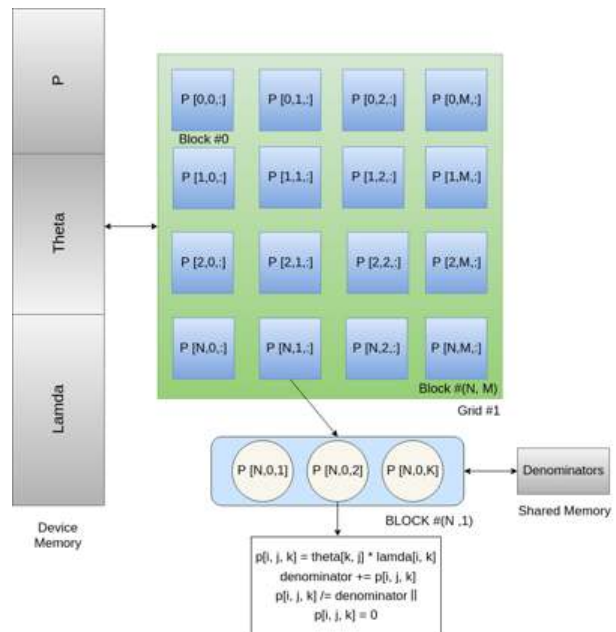 P
Theta
Lamda
Device
Memory
P [0,0,:] P [0,1,:] P [0,2,:] P [0,M,:]
Block #0
P [1,0,:] P [1,1,:] P [1,2,:] P [1,M,:]
P [2,0,:] P [2,1,:] P [2,2,:] P [2,M,:]
P [N,0,:] P [N,1,:] P [N,2,:] P [N,M,:]
Block #(N, M)
Grid #1
P [N,0,1] P [N,0,2] P [N,0,K]
BLOCK #(N ,1)
Denominators
Shared Memory
p[i, j, k] = theta[k, j] * lamda[i, k]
denominator += p[i, j, k]
p[i, j, k] /= denominator ||
p[i, j, k] = 0